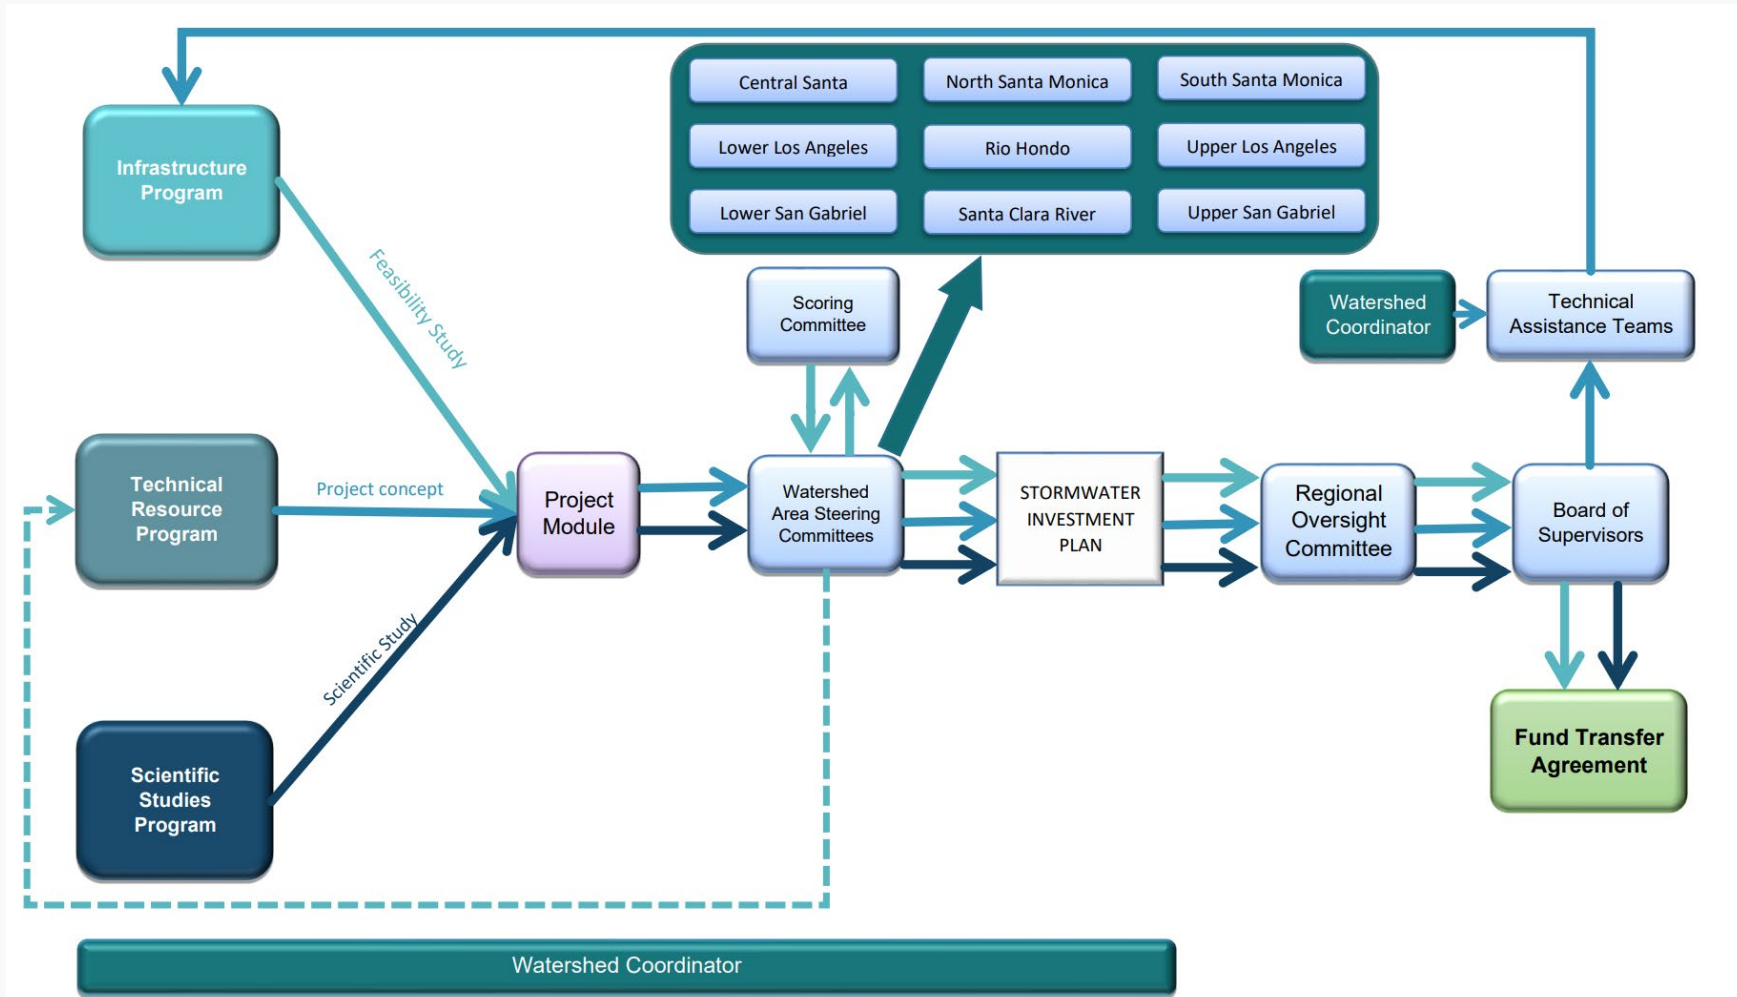 Central Santa
North Santa Monica
South Santa Monica
Lower Los Angeles
Rio Hondo
Upper Los Angeles
Lower San Gabriel
Santa Clara River
Upper San Gabriel
Infrastructure
Program
Feasibility Study
Scoring
Committee
Watershed
Coordinator
Technical
Assistance Teams
Technical
Resource
Program
Project concept
Project
Module
Watershed
Area Steering
Committees
STORMWATER
INVESTMENT
PLAN
Regional
Oversight
Committee
Board of
Supervisors
Scientific Study
Scientific
Studies
Program
Fund Transfer
Agreement
Watershed Coordinator